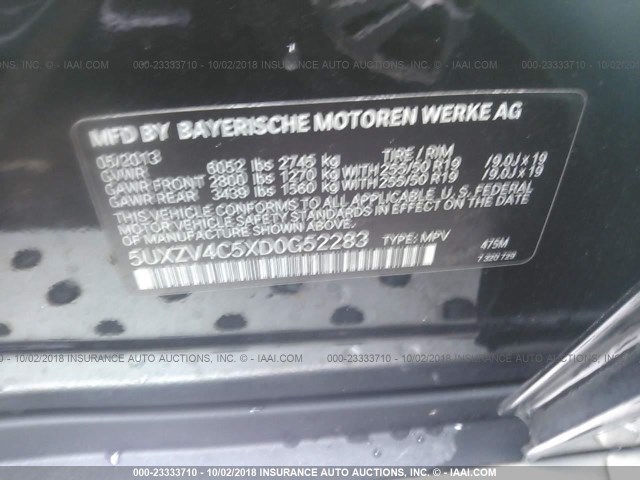 000-23333710 - 10/02/2018 INSURANCE AUTO AUCTIONS, INC. - © IAAI.COM
MFD BY BAYERISCHE MOTOREN WERKE AG
05/2013 TIRE / RIM
GVWR 6052 lbs 2745 kg
GAWR FRONT 2800 lbs 1270 kg WITH 255/50 R19 /9.0J x 19
GAWR REAR 3439 lbs 1560 kg WITH 255/50 R19 /9.0J x 19
THIS VEHICLE CONFORMS TO ALL APPLICABLE U.S. FEDERAL
MOTOR VEHICLE SAFETY STANDARDS IN EFFECT ON THE DATE
OF MANUFACTURE SHOWN ABOVE.
5UXZV4C5XD0G52283 TYPE: MPV 475M
7 320 729
000-23333710 - 10/02/2018 INSURANCE AUTO AUCTIONS, INC. - © IAAI.COM
000-23333710 - 10/02/2018 INSURANCE AUTO AUCTIONS, INC. - © IAAI.COM